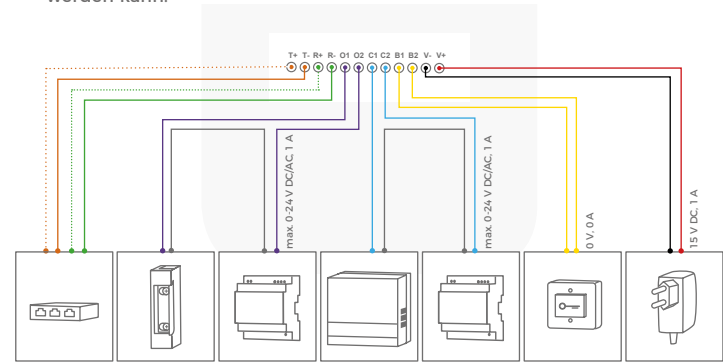 T+ T- R+ R- O1 O2 C1 C2 B1 B2 V- V+
max. 0-24 V DC/AC, 1 A
max. 0-24 V DC/AC, 1 A
0 V, 0 A
15 V DC, 1 A